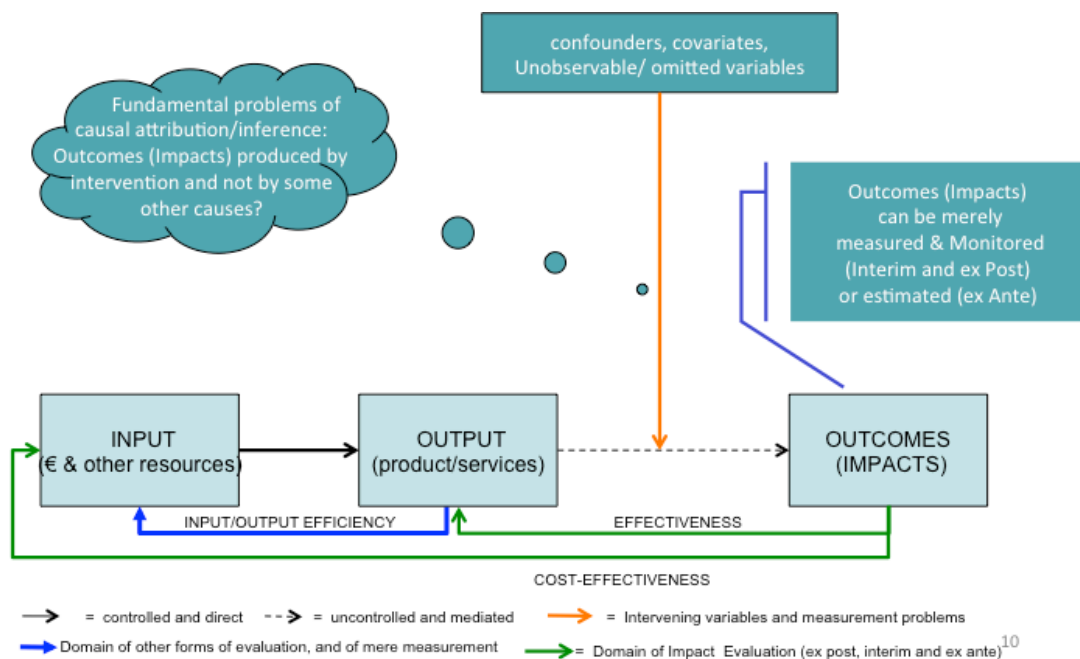 confounders, covariates,
Unobservable/ omitted variables
Fundamental problems of
causal attribution/inference:
Outcomes (Impacts) produced by
intervention and not by some
other causes?
Outcomes (Impacts)
can be merely
measured & Monitored
(Interim and ex Post)
or estimated (ex Ante)
INPUT
(€ & other resources)
OUTPUT
(product/services)
OUTCOMES
(IMPACTS)
INPUT/OUTPUT EFFICIENCY
EFFECTIVENESS
COST-EFFECTIVENESS
= controlled and direct
= uncontrolled and mediated
= Intervening variables and measurement problems
Domain of other forms of evaluation, and of mere measurement
= Domain of Impact Evaluation (ex post, interim and ex ante)
10